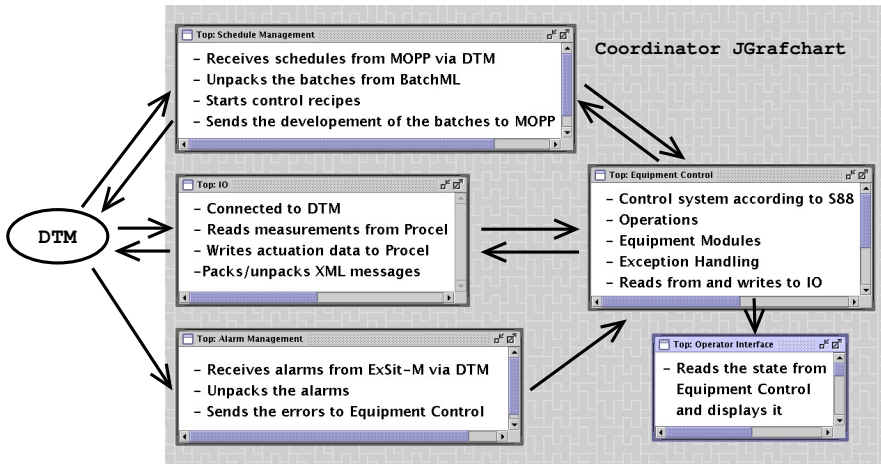 Top: Schedule Management
- Receives schedules from MOPP via DTM
- Unpacks the batches from BatchML
- Starts control recipes
- Sends the developement of the batches to MOPP
Coordinator JGrafchart
Top: IO
- Connected to DTM
- Reads measurements from Procel
- Writes actuation data to Procel
-Packs/unpacks XML messages
DTM
Top: Equipment Control
- Control system according to S88
- Operations
- Equipment Modules
- Exception Handling
- Reads from and writes to IO
Top: Alarm Management
- Receives alarms from ExSit-M via DTM
- Unpacks the alarms
- Sends the errors to Equipment Control
Top: Operator Interface
- Reads the state from
Equipment Control
and displays it